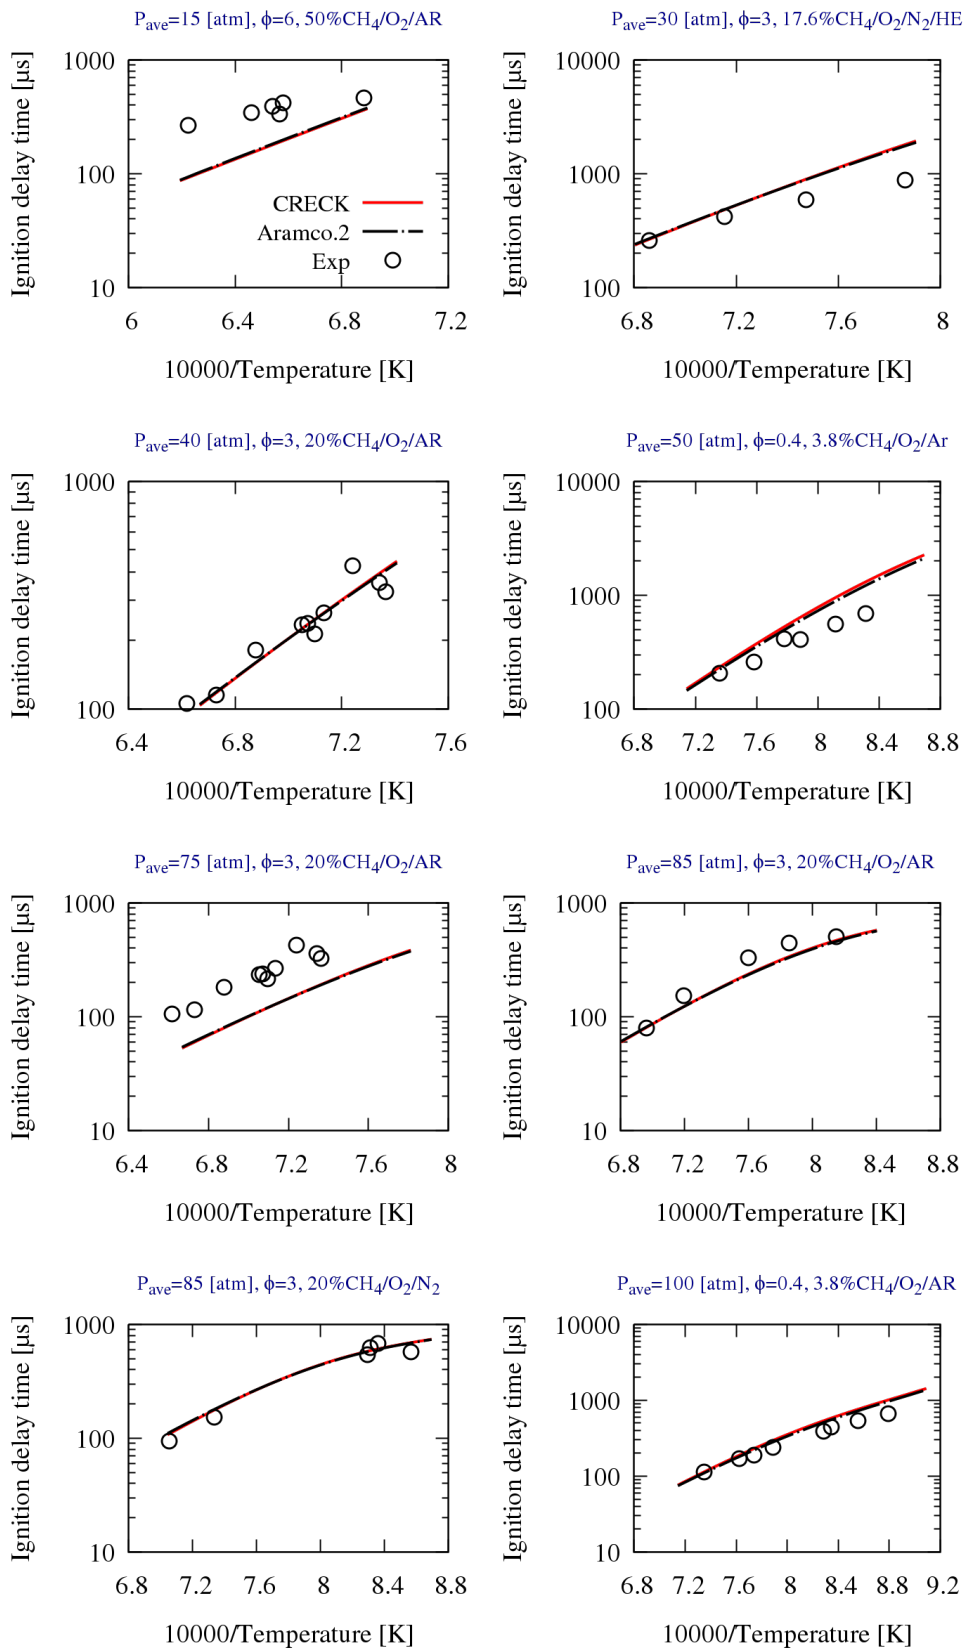 P_ave=15 [atm], ϕ=6, 50%CH4/O2/AR
Ignition delay time [µs]
1000
100
10
CRECK
Aramco.2
Exp
6 6.4 6.8 7.2
10000/Temperature [K]
P_ave=30 [atm], ϕ=3, 17.6%CH4/O2/N2/HE
Ignition delay time [µs]
10000
1000
100
6.8 7.2 7.6 8
10000/Temperature [K]
P_ave=40 [atm], ϕ=3, 20%CH4/O2/AR
Ignition delay time [µs]
1000
100
6.4 6.8 7.2 7.6
10000/Temperature [K]
P_ave=50 [atm], ϕ=0.4, 3.8%CH4/O2/Ar
Ignition delay time [µs]
10000
1000
100
6.8 7.2 7.6 8 8.4 8.8
10000/Temperature [K]
P_ave=75 [atm], ϕ=3, 20%CH4/O2/AR
Ignition delay time [µs]
1000
100
10
6.4 6.8 7.2 7.6 8
10000/Temperature [K]
P_ave=85 [atm], ϕ=3, 20%CH4/O2/AR
Ignition delay time [µs]
1000
100
10
6.8 7.2 7.6 8 8.4 8.8
10000/Temperature [K]
P_ave=85 [atm], ϕ=3, 20%CH4/O2/N2
Ignition delay time [µs]
1000
100
10
6.8 7.2 7.6 8 8.4 8.8
10000/Temperature [K]
P_ave=100 [atm], ϕ=0.4, 3.8%CH4/O2/AR
Ignition delay time [µs]
10000
1000
100
10
6.8 7.2 7.6 8 8.4 8.8 9.2
10000/Temperature [K]